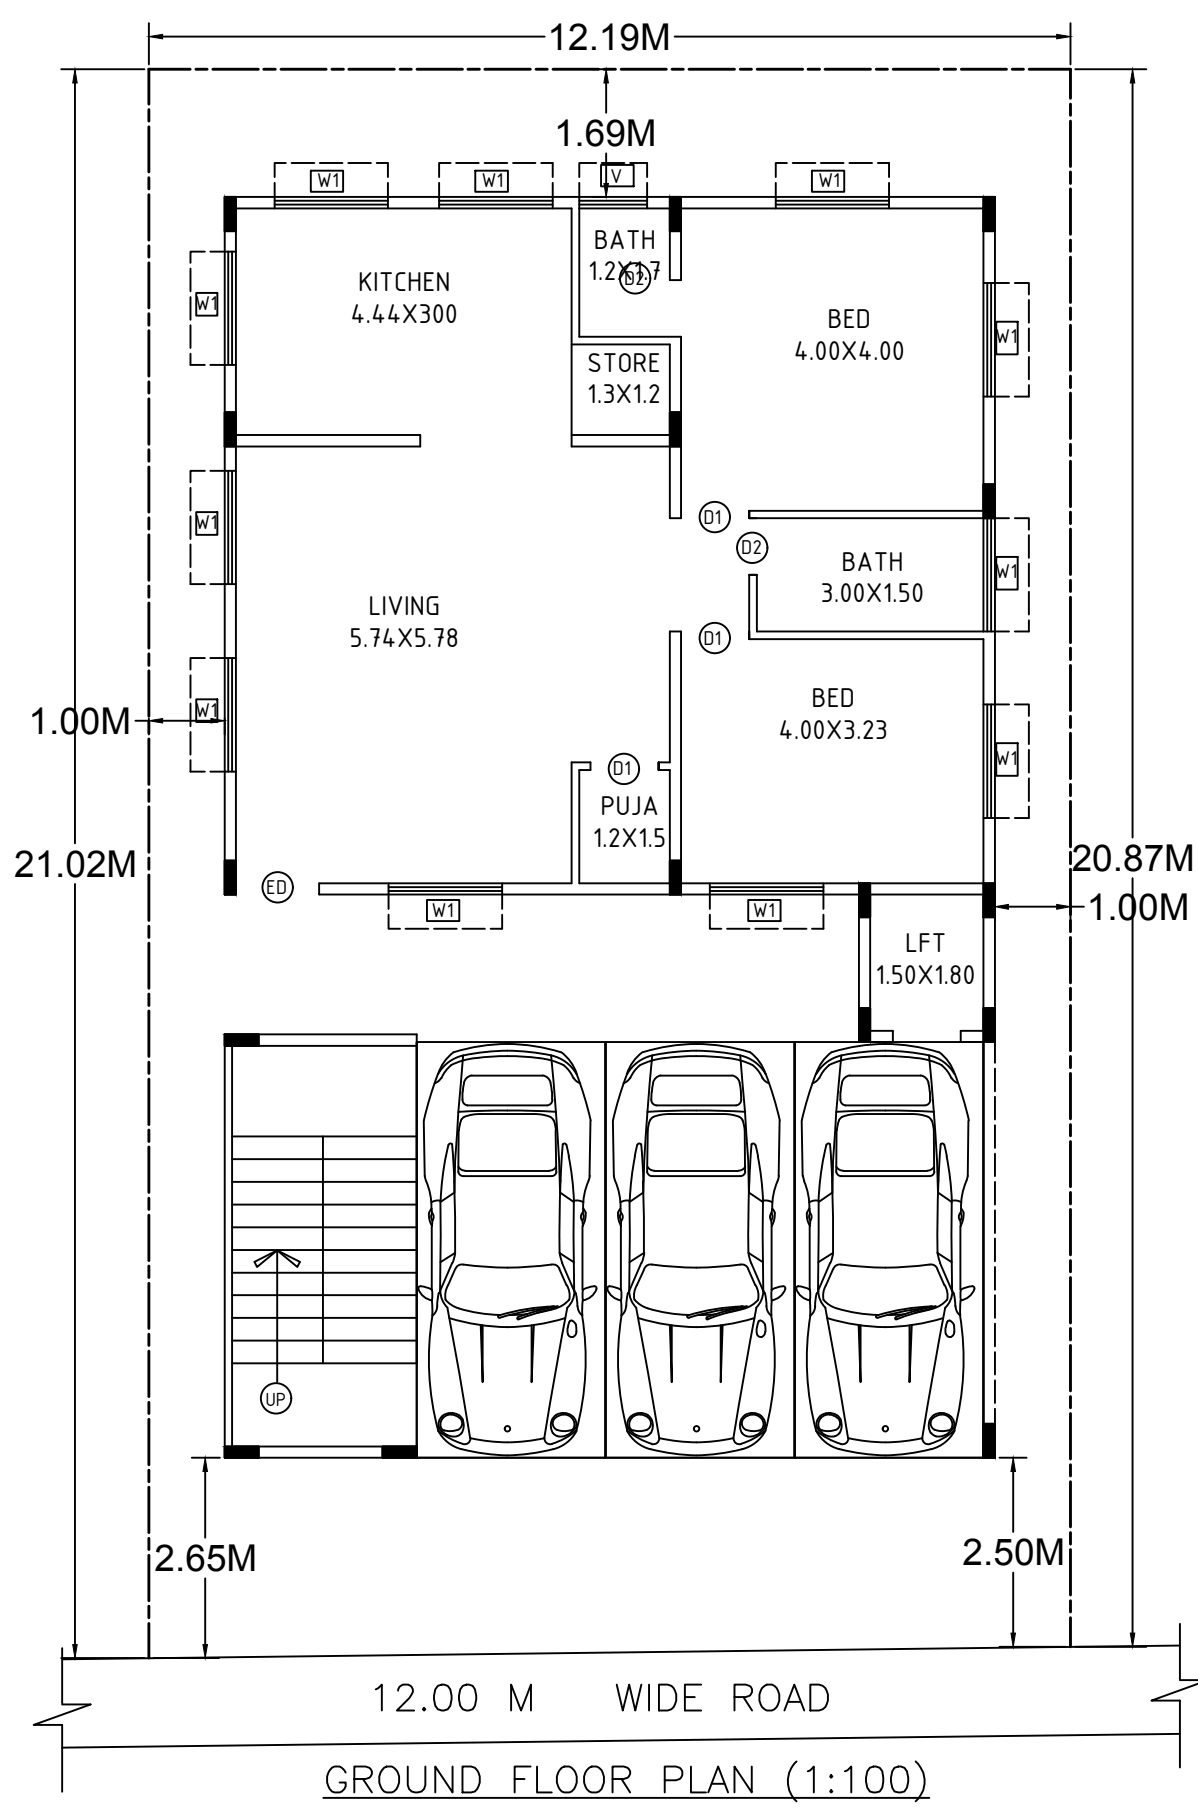 12.19M
1.69M
W1
W1
V
W1
BATH
1.2X1.7
D2
KITCHEN
4.44X300
W1
BED
4.00X4.00
W1
STORE
1.3X1.2
D1
W1
D2
BATH
3.00X1.50
W1
LIVING
5.74X5.78
D1
BED
4.00X3.23
W1
1.00M
W1
D1
PUJA
1.2X1.5
21.02M
20.87M
ED
W1
W1
1.00M
LFT
1.50X1.80
UP
2.65M
2.50M
12.00 M WIDE ROAD
GROUND FLOOR PLAN (1:100)